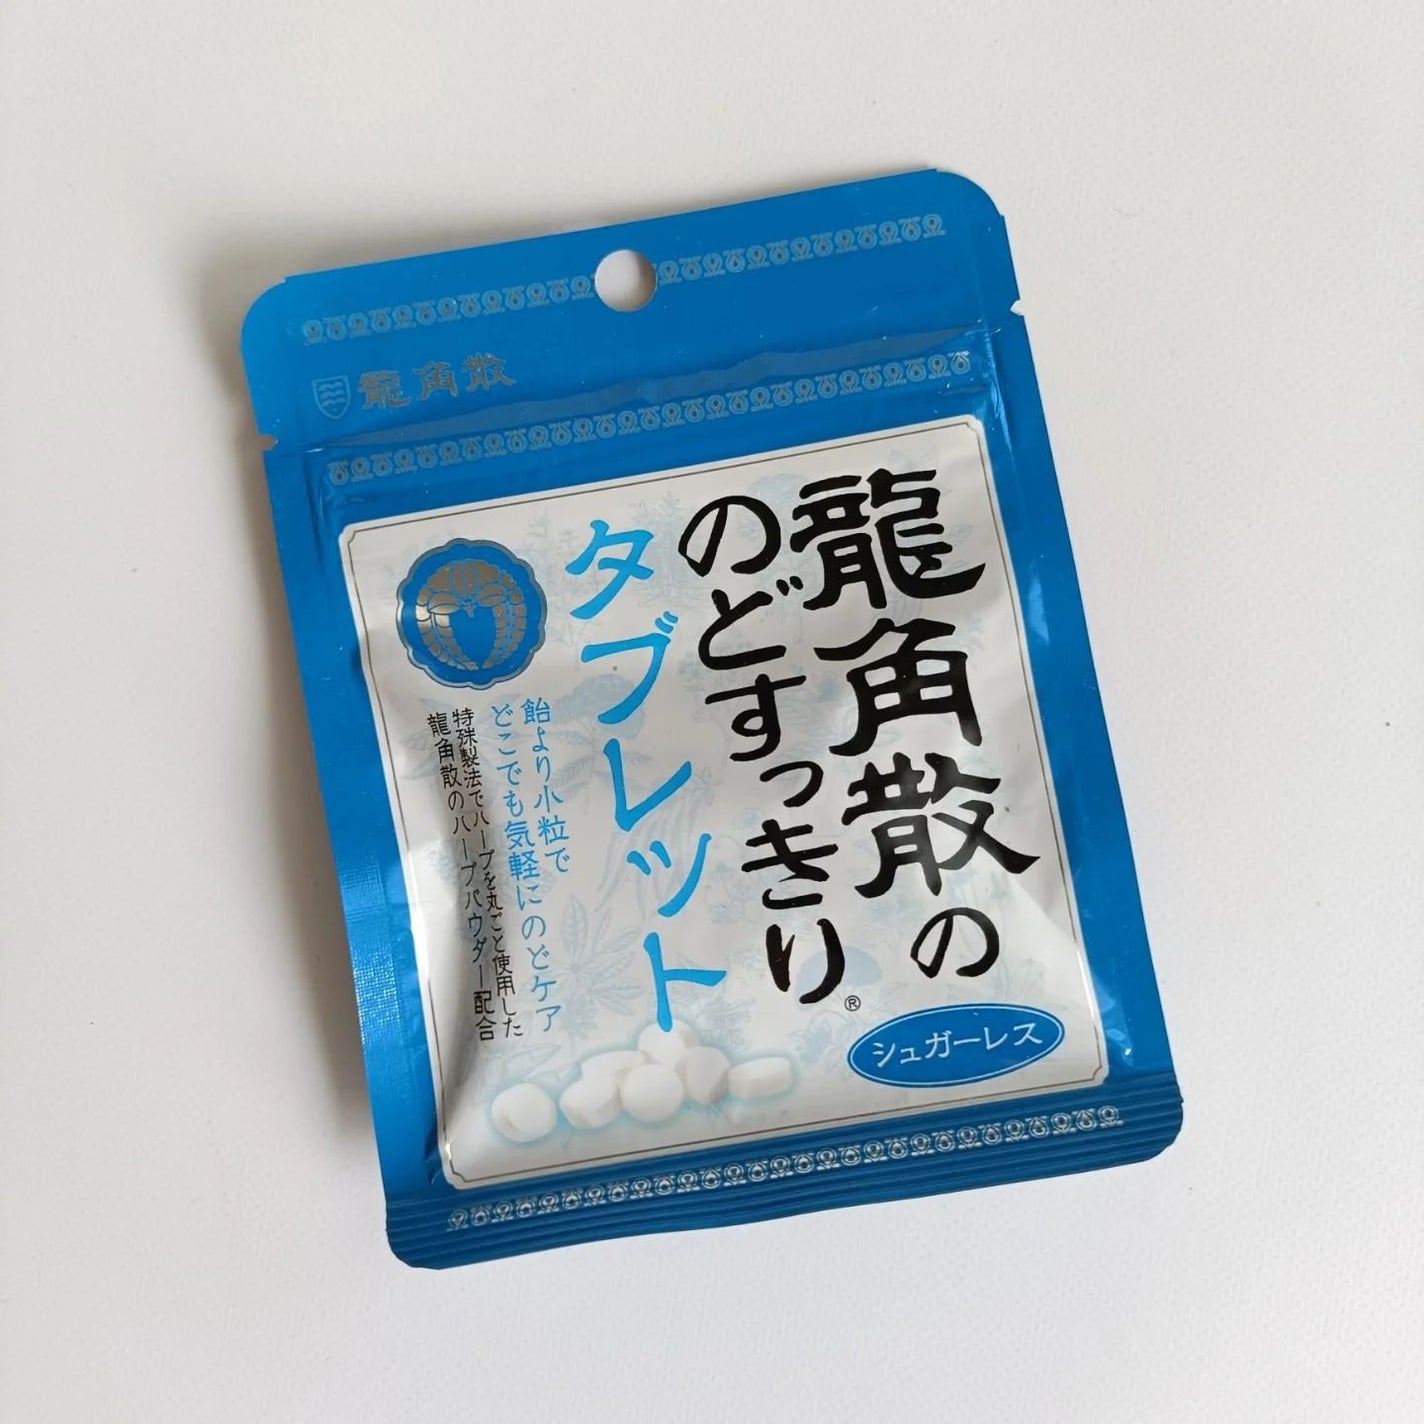 龍角散
龍角散の
のどすっきり®
タブレット
飴より小粒で
どこでも気軽にのどケア
特殊製法でハーブを丸ごと使用した
龍角散のハーブパウダー配合
シュガーレス